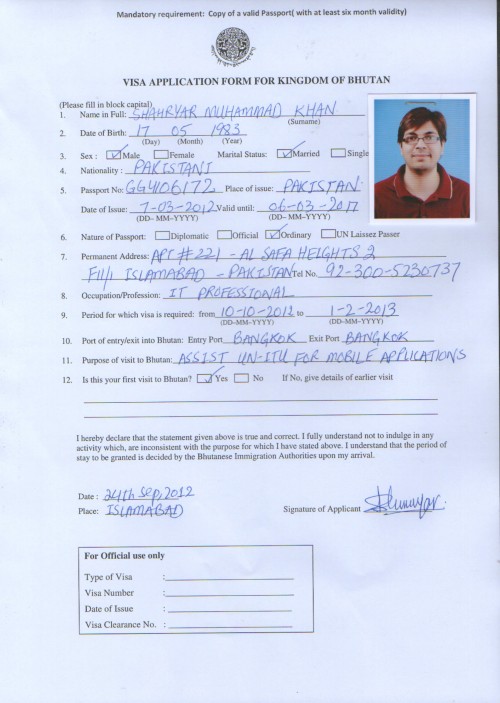 Mandatory requirement: Copy of a valid Passport( with at least six month validity)
VISA APPLICATION FORM FOR KINGDOM OF BHUTAN
(Please fill in block capital)
1. Name in Full: SHAHRYAR MUHAMMAD KHAN
(Surname)
2. Date of Birth: 17 05 1983
(Day) (Month) (Year)
3. Sex : Male Female Marital Status: Married Single
4. Nationality : PAKISTANI
5. Passport No: GG4106172 Place of issue: PAKISTAN
Date of Issue: 7-03-2012 Valid until: 06-03-2017
(DD- MM-YYYY) (DD- MM-YYYY)
6. Nature of Passport: Diplomatic Official Ordinary UN Laissez Passer
7. Permanent Address: APT # 221 - AL SAFA HEIGHTS 2
F11/1 ISLAMABAD - PAKISTAN Tel No. 92-300-5230737
8. Occupation/Profession: IT PROFESSIONAL
9. Period for which visa is required: from 10-10-2012 to 1-2-2013
(DD-MM-YYYY) (DD-MM-YYYY)
10. Port of entry/exit into Bhutan: Entry Port BANGKOK Exit Port BANGKOK
11. Purpose of visit to Bhutan: ASSIST UN-ITU FOR MOBILE APPLICATIONS
12. Is this your first visit to Bhutan? Yes No If No, give details of earlier visit
I hereby declare that the statement given above is true and correct. I fully understand not to indulge in any
activity which, are inconsistent with the purpose for which I have stated above. I understand that the period of
stay to be granted is decided by the Bhutanese Immigration Authorities upon my arrival.
Date : 24th Sep, 2012
Place: ISLAMABAD Signature of Applicant
For Official use only
Type of Visa :
Visa Number :
Date of Issue :
Visa Clearance No. :